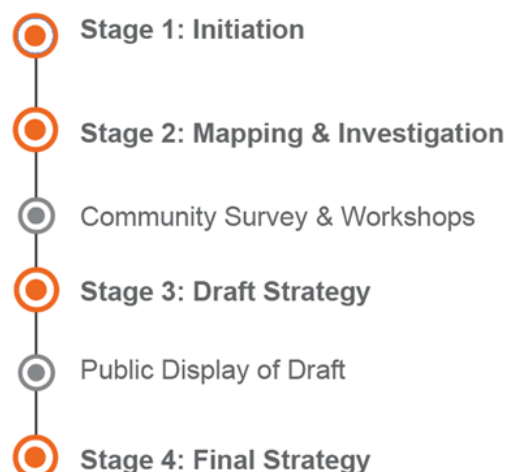 Stage 1: Initiation
Stage 2: Mapping & Investigation
Community Survey & Workshops
Stage 3: Draft Strategy
Public Display of Draft
Stage 4: Final Strategy